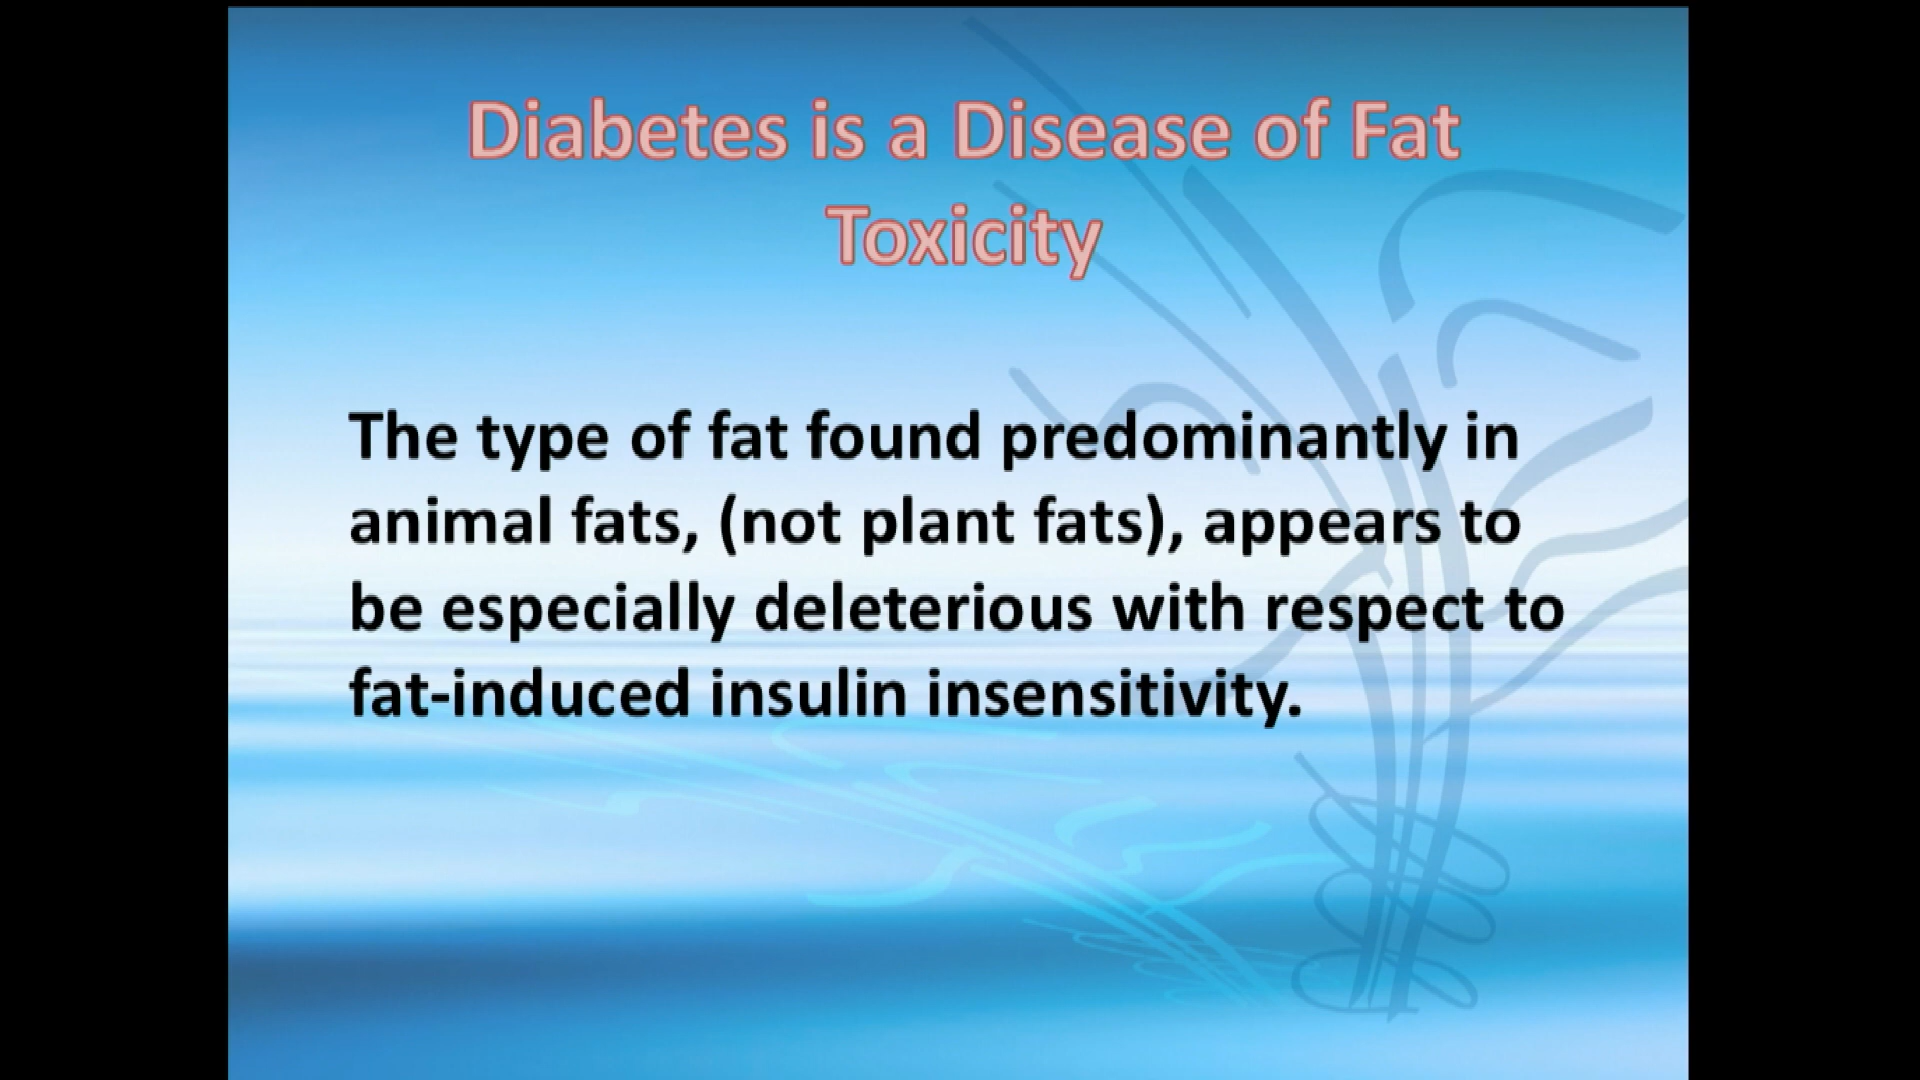 Diabetes is a Disease of Fat
Toxicity
The type of fat found predominantly in
animal fats, (not plant fats), appears to
be especially deleterious with respect to
fat-induced insulin insensitivity.